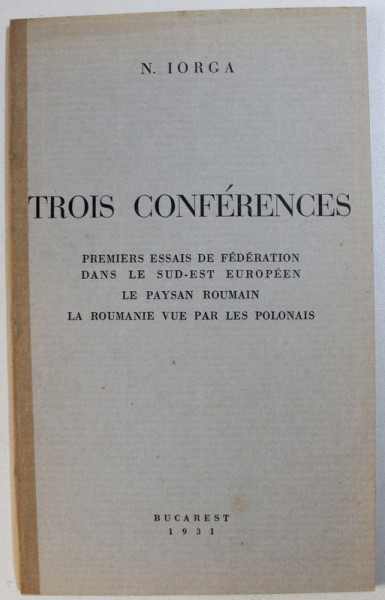 N. IORGA
TROIS CONFÉRENCES
PREMIERS ESSAIS DE FÉDÉRATION
DANS LE SUD-EST EUROPÉEN
LE PAYSAN ROUMAIN
LA ROUMANIE VUE PAR LES POLONAIS
BUCAREST
1931